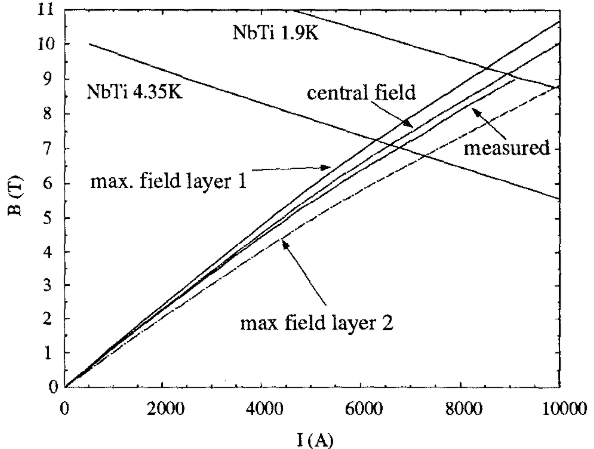 11
10
9
8
7
6
5
4
3
2
1
0
B (T)
NbTi 1.9K
NbTi 4.35K
central field
measured
max. field layer 1
max field layer 2
0 2000 4000 6000 8000 10000
I (A)